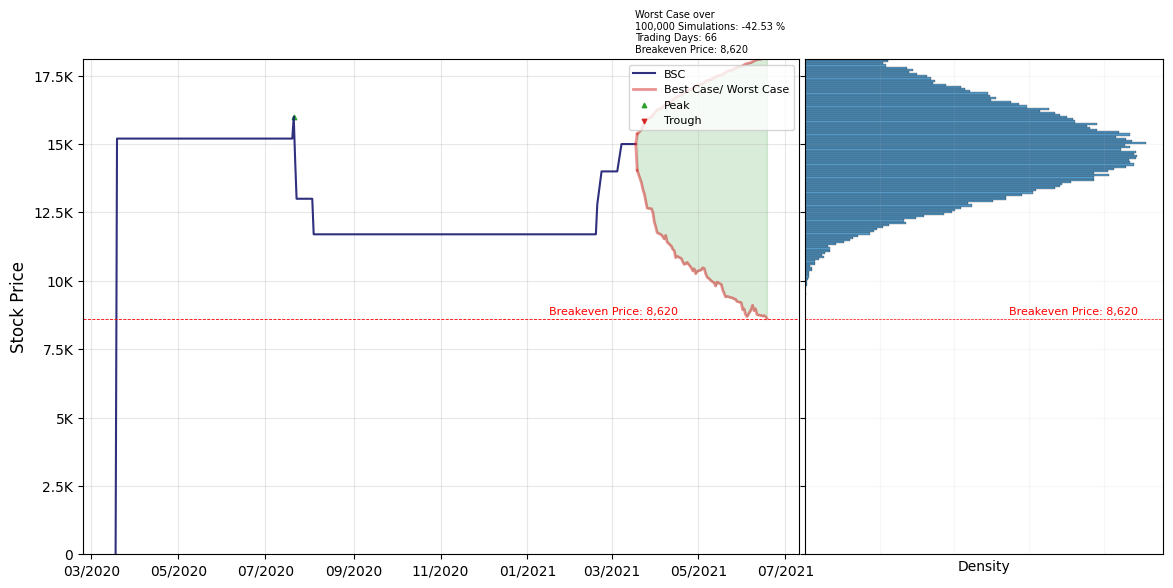 Worst Case over
100,000 Simulations: -42.53 %
Trading Days: 66
Breakeven Price: 8,620
BSC
Best Case/ Worst Case
Peak
Trough
17.5K
15K
12.5K
10K
7.5K
5K
2.5K
0
Stock Price
Breakeven Price: 8,620
Breakeven Price: 8,620
03/2020
05/2020
07/2020
09/2020
11/2020
01/2021
03/2021
05/2021
07/2021
Density